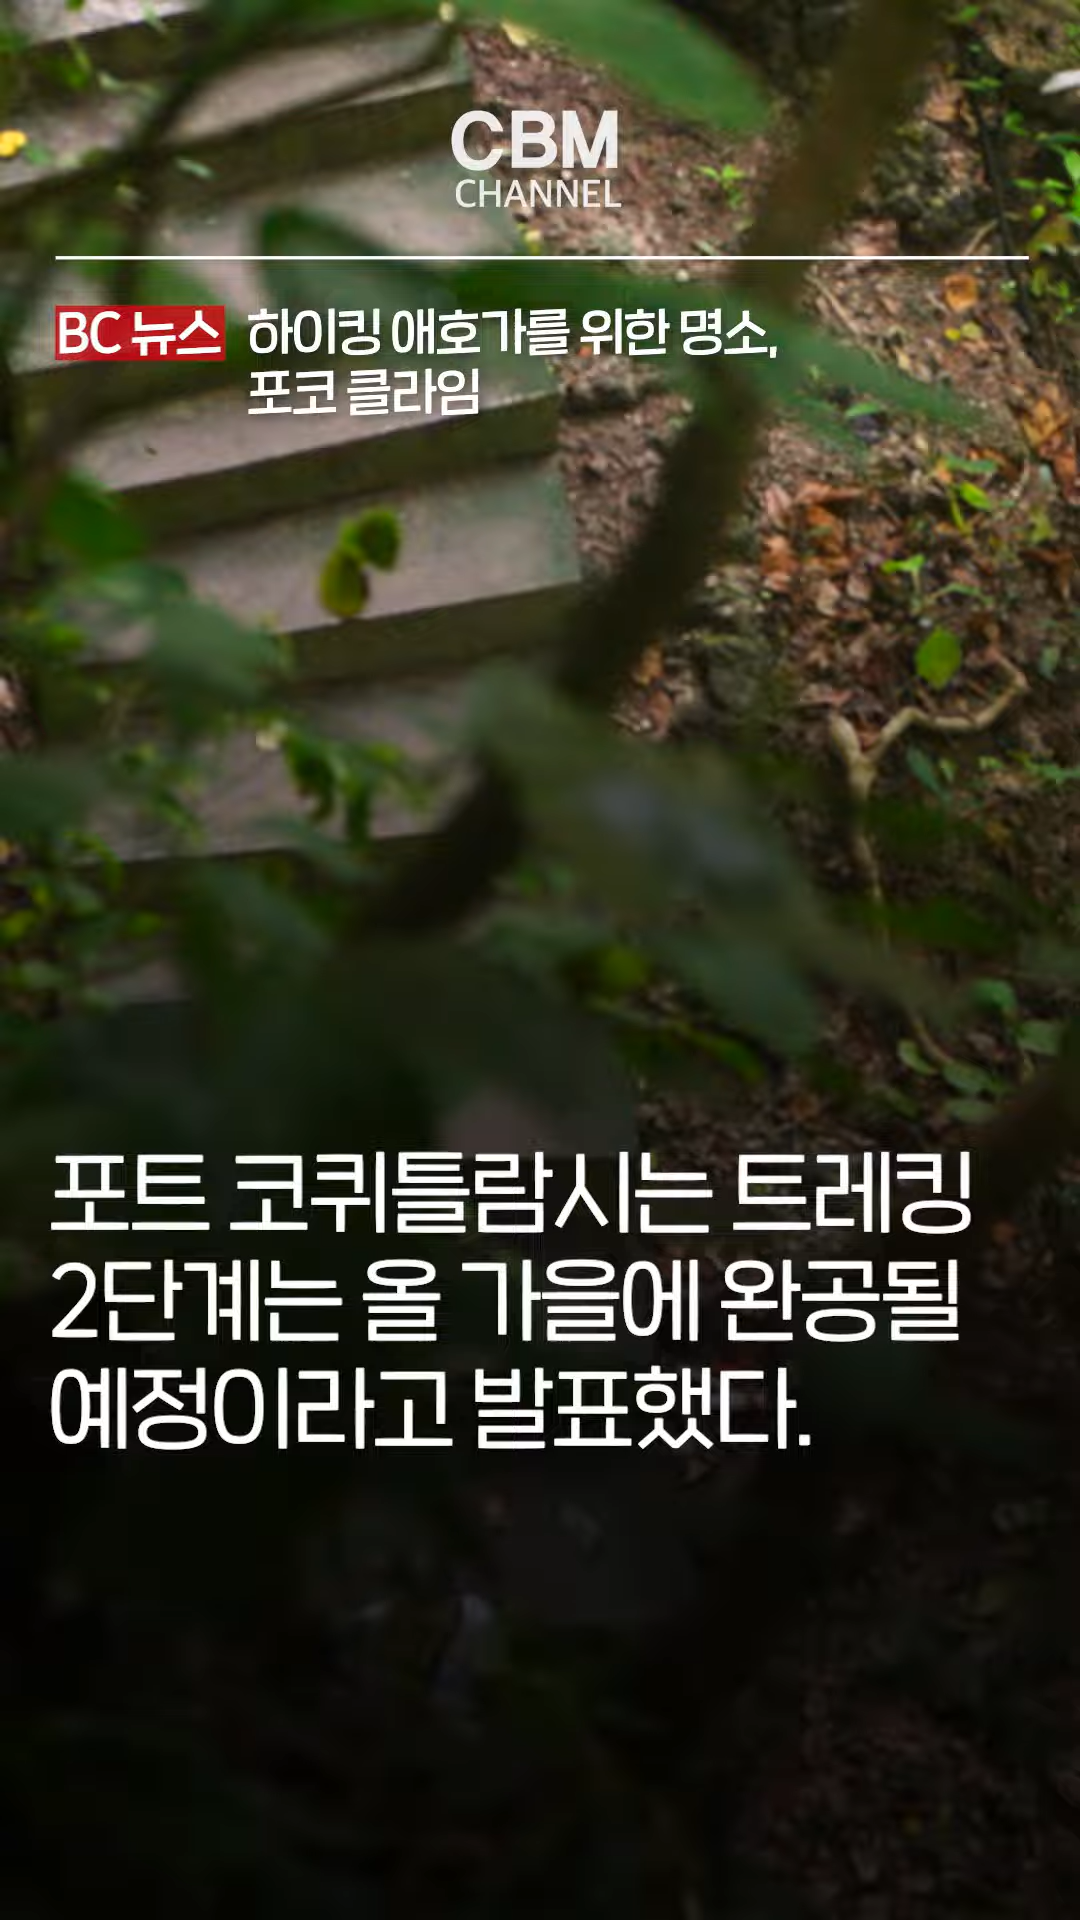 CBM
CHANNEL
BC 뉴스 하이킹 애호가를 위한 명소,
포코 클라임
포트 코퀴틀람시는 트레킹
2단계는 올 가을에 완공될
예정이라고 발표했다.